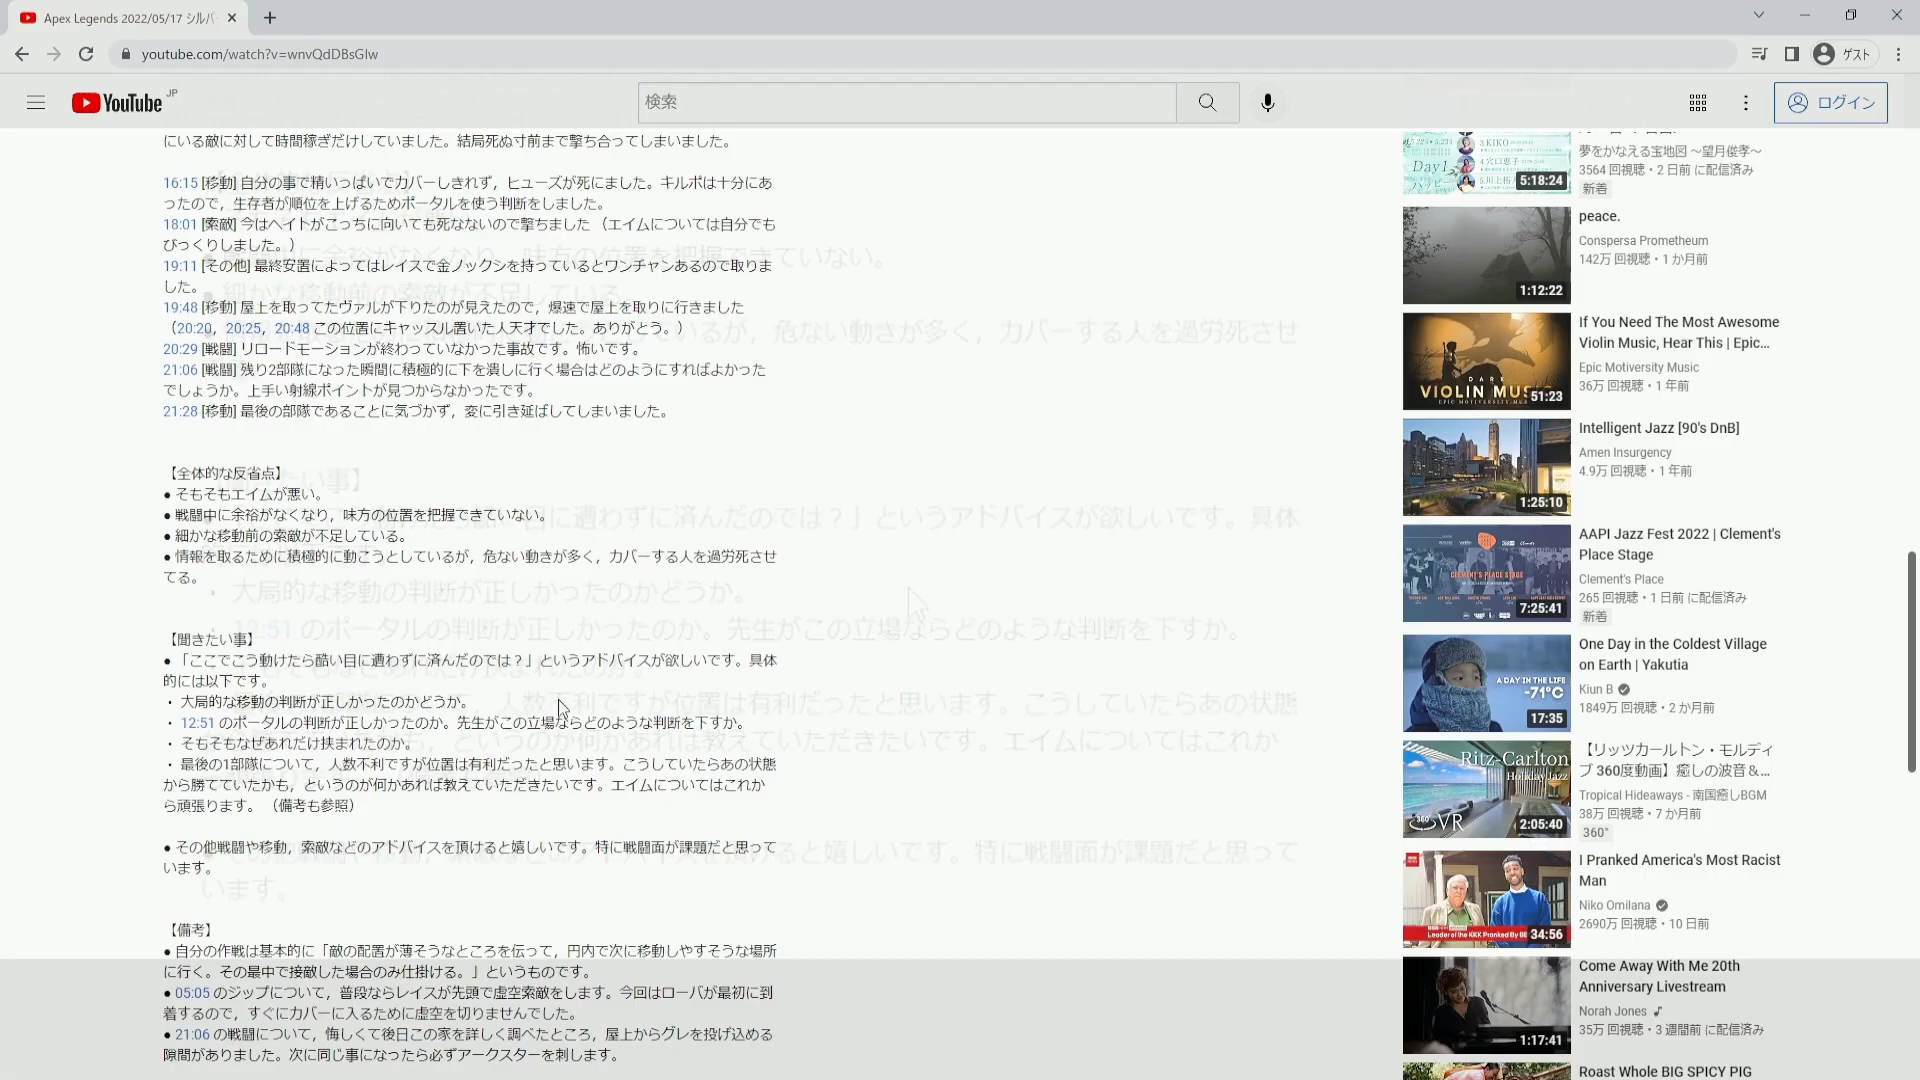 Apex Legends 2022/05/17 シルバ
youtube.com/watch?v=wnvQdDBsGlw
ゲスト
YouTube JP
検索
ログイン
にいる敵に対して時間稼ぎだけしていました。結局死ぬ寸前まで撃ち合ってしまいました。
16:15 [移動] 自分の事で精いっぱいでカバーしきれず，ヒューズが死にました。キルポは十分にあ
ったので，生存者が順位を上げるためポータルを使う判断をしました。
18:01 [索敵] 今はヘイトがこっちに向いても死なないので撃ちました （エイムについては自分でも
びっくりしました。）
19:11 [その他] 最終安置によってはレイスで金ノックシを持っているとワンチャンあるので取りま
した。
19:48 [移動] 屋上を取ってたヴァルが下りたのが見えたので，爆速で屋上を取りに行きました
（20:20，20:25，20:48 この位置にキャッスル置いた人天才でした。ありがとう。）
20:29 [戦闘] リロードモーションが終わっていなかった事故です。怖いです。
21:06 [戦闘] 残り2部隊になった瞬間に積極的に下を潰しに行く場合はどのようにすればよかった
でしょうか。上手い射線ポイントが見つからなかったです。
21:28 [移動] 最後の部隊であることに気づかず，変に引き延ばしてしまいました。
【全体的な反省点】
● そもそもエイムが悪い。
● 戦闘中に余裕がなくなり，味方の位置を把握できていない。
● 細かな移動前の索敵が不足している。
● 情報を取るために積極的に動こうとしているが，危ない動きが多く，カバーする人を過労死させ
てる。
【聞きたい事】
● 「ここでこう動けたら酷い目に遭わずに済んだのでは？」というアドバイスが欲しいです。具体
的には以下です。
・ 大局的な移動の判断が正しかったのかどうか。
・ 12:51 のポータルの判断が正しかったのか。先生がこの立場ならどのような判断を下すか。
・ そもそもなぜあれだけ挟まれたのか。
・ 最後の1部隊について，人数不利ですが位置は有利だったと思います。こうしていたらあの状態
から勝てていたかも，というのが何かあれば教えていただきたいです。エイムについてはこれか
ら頑張ります。 （備考も参照）
● その他戦闘や移動，索敵などのアドバイスを頂けると嬉しいです。特に戦闘面が課題だと思って
います。
【備考】
● 自分の作戦は基本的に「敵の配置が薄そうなところを伝って，円内で次に移動しやすそうな場所
に行く。その最中で接敵した場合のみ仕掛ける。」というものです。
● 05:05 のジップについて，普段ならレイスが先頭で虚空索敵をします。今回はローバが最初に到
着するので，すぐにカバーに入るために虚空を切りませんでした。
● 21:06 の戦闘について，悔しくて後日この家を詳しく調べたところ，屋上からグレを投げ込める
隙間がありました。次に同じ事になったら必ずアークスターを刺します。
3.KIKO
4.穴口恵子
Day1
5:18:24
夢をかなえる宝地図 〜望月俊孝〜
3564 回視聴・2 日前 に配信済み
新着
peace.
Conspersa Prometheum
142万 回視聴・1 か月前
1:12:22
If You Need The Most Awesome
Violin Music, Hear This | Epic...
Epic Motiversity Music
36万 回視聴・1 年前
DARK
VIOLIN MUS
51:23
Intelligent Jazz [90's DnB]
Amen Insurgency
4.9万 回視聴・1 年前
1:25:10
AAPI Jazz Fest 2022 | Clement's
Place Stage
Clement's Place
265 回視聴・1 日前 に配信済み
新着
CLEMENT'S PLACE STAGE
7:25:41
One Day in the Coldest Village
on Earth | Yakutia
Kiun B
1849万 回視聴・2 か月前
A DAY IN THE LIFE
-71°C
17:35
【リッツカールトン・モルディ
ブ 360度動画】癒しの波音＆...
Tropical Hideaways - 南国癒しBGM
38万 回視聴・7 か月前
360°
Ritz-Carlton
Holiday Jazz
360° VR
2:05:40
I Pranked America's Most Racist
Man
Niko Omilana
2690万 回視聴・10 日前
Leader of the KKK Pranked By BB
34:56
Come Away With Me 20th
Anniversary Livestream
Norah Jones
35万 回視聴・3 週間前 に配信済み
1:17:41
Roast Whole BIG SPICY PIG